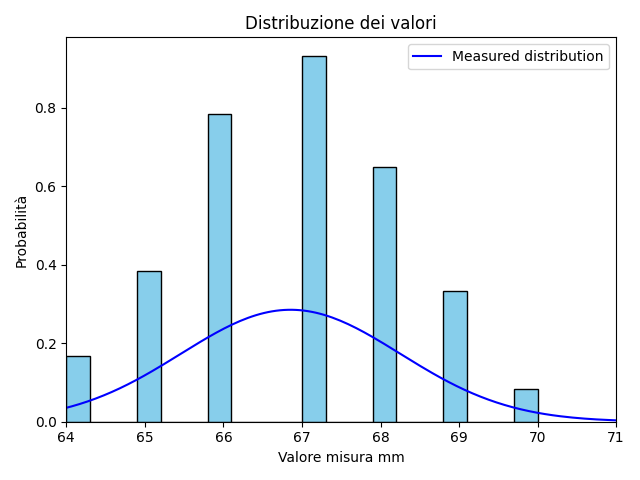 Distribuzione dei valori
Measured distribution
Probabilità
0.8
0.6
0.4
0.2
0.0
64 65 66 67 68 69 70 71
Valore misura mm